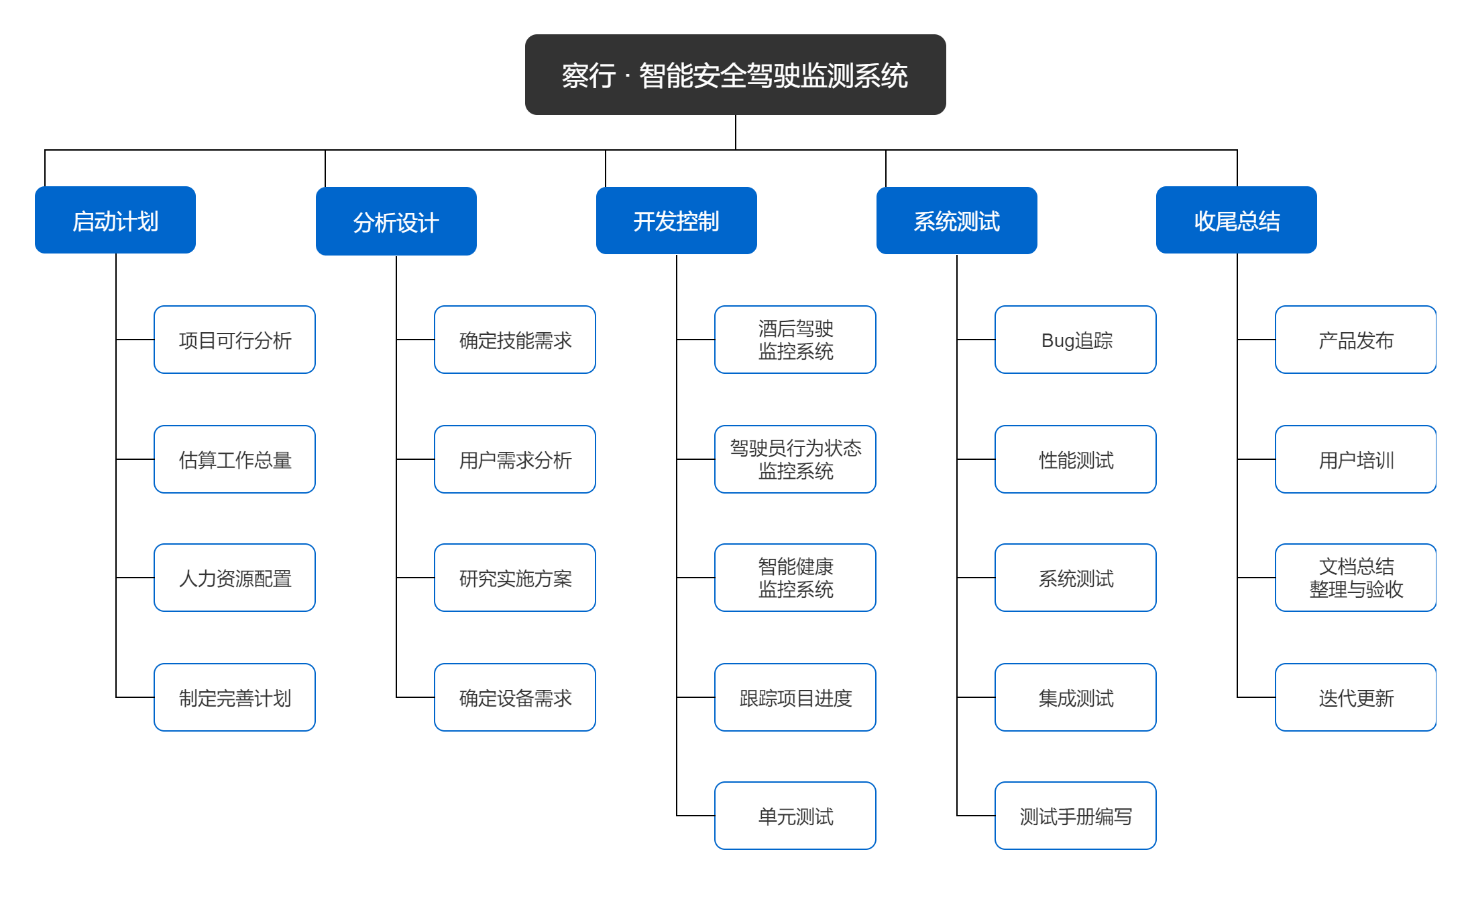 察行 · 智能安全驾驶监测系统
启动计划
分析设计
开发控制
系统测试
收尾总结
项目可行分析
估算工作总量
人力资源配置
制定完善计划
确定技能需求
用户需求分析
研究实施方案
确定设备需求
酒后驾驶
监控系统
驾驶员行为状态
监控系统
智能健康
监控系统
跟踪项目进度
单元测试
Bug追踪
性能测试
系统测试
集成测试
测试手册编写
产品发布
用户培训
文档总结
整理与验收
迭代更新